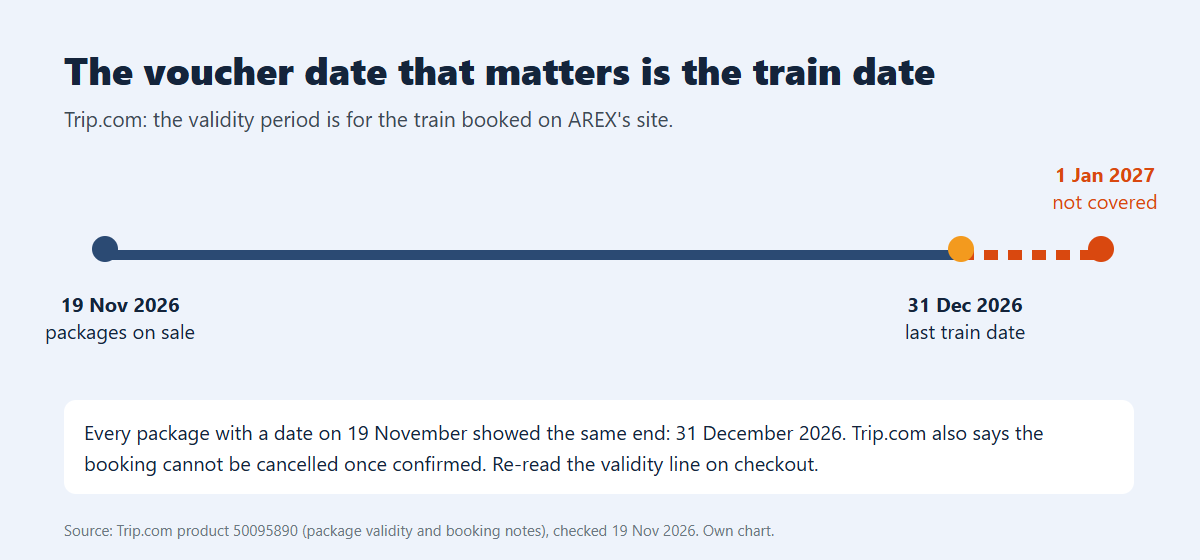 The voucher date that matters is the train date
Trip.com: the validity period is for the train booked on AREX's site.
1 Jan 2027
not covered
19 Nov 2026
packages on sale
31 Dec 2026
last train date
Every package with a date on 19 November showed the same end: 31 December 2026. Trip.com also says the
booking cannot be cancelled once confirmed. Re-read the validity line on checkout.
Source: Trip.com product 50095890 (package validity and booking notes), checked 19 Nov 2026. Own chart.